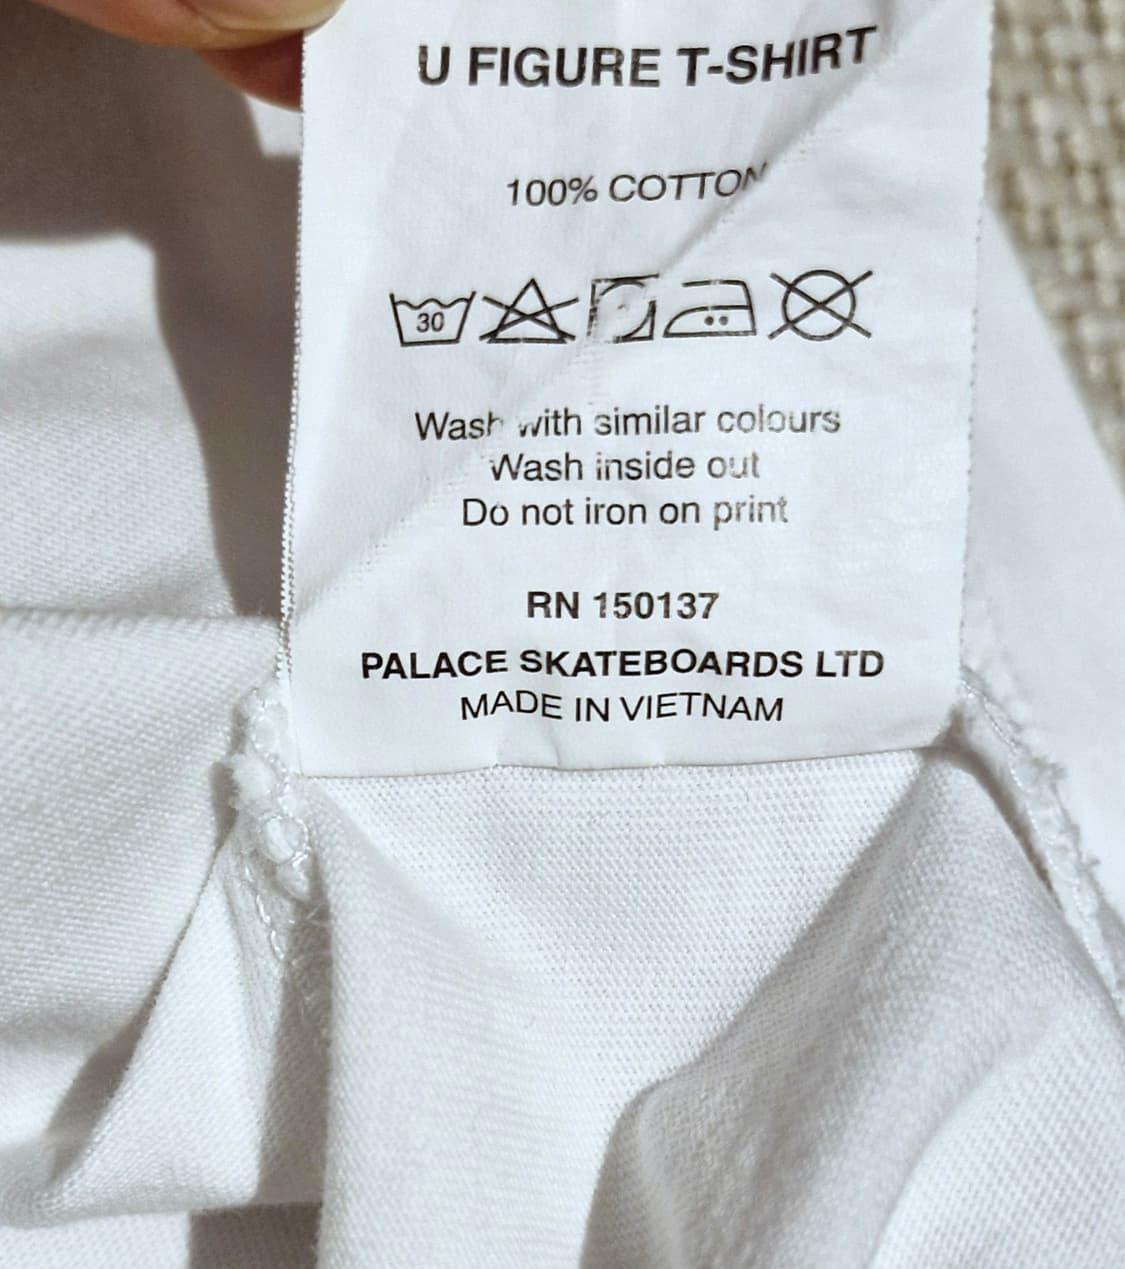 U FIGURE T-SHIRT
100% COTTON
30
Wash with similar colours
Wash inside out
Do not iron on print
RN 150137
PALACE SKATEBOARDS LTD
MADE IN VIETNAM